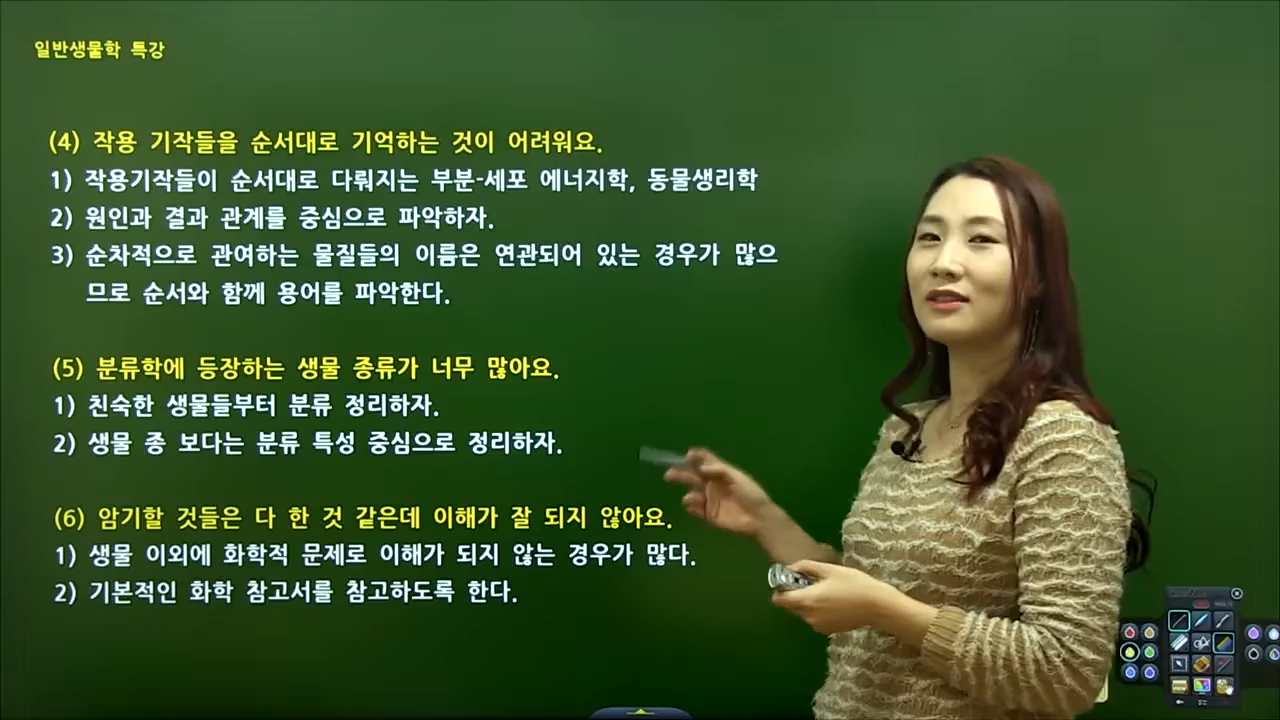 일반생물학 특강
(4) 작용 기작들을 순서대로 기억하는 것이 어려워요.
1) 작용기작들이 순서대로 다뤄지는 부분-세포 에너지학, 동물생리학
2) 원인과 결과 관계를 중심으로 파악하자.
3) 순차적으로 관여하는 물질들의 이름은 연관되어 있는 경우가 많으
므로 순서와 함께 용어를 파악한다.
(5) 분류학에 등장하는 생물 종류가 너무 많아요.
1) 친숙한 생물들부터 분류 정리하자.
2) 생물 종 보다는 분류 특성 중심으로 정리하자.
(6) 암기할 것들은 다 한 것 같은데 이해가 잘 되지 않아요.
1) 생물 이외에 화학적 문제로 이해가 되지 않는 경우가 많다.
2) 기본적인 화학 참고서를 참고하도록 한다.